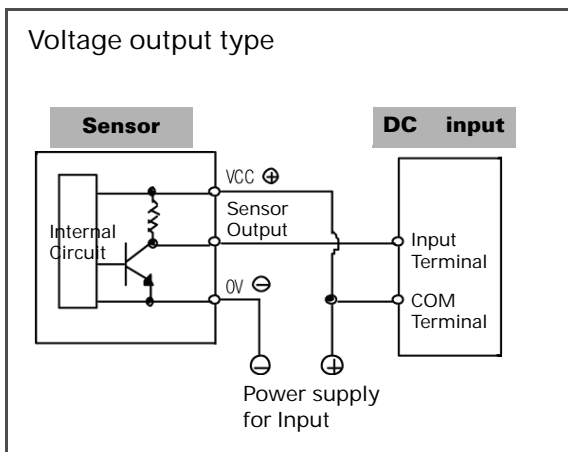 Voltage output type
Sensor
DC input
VCC ⊕
Sensor
Output
Internal
Circuit
Input
Terminal
0V ⊖
COM
Terminal
⊖ ⊕
Power supply
for Input